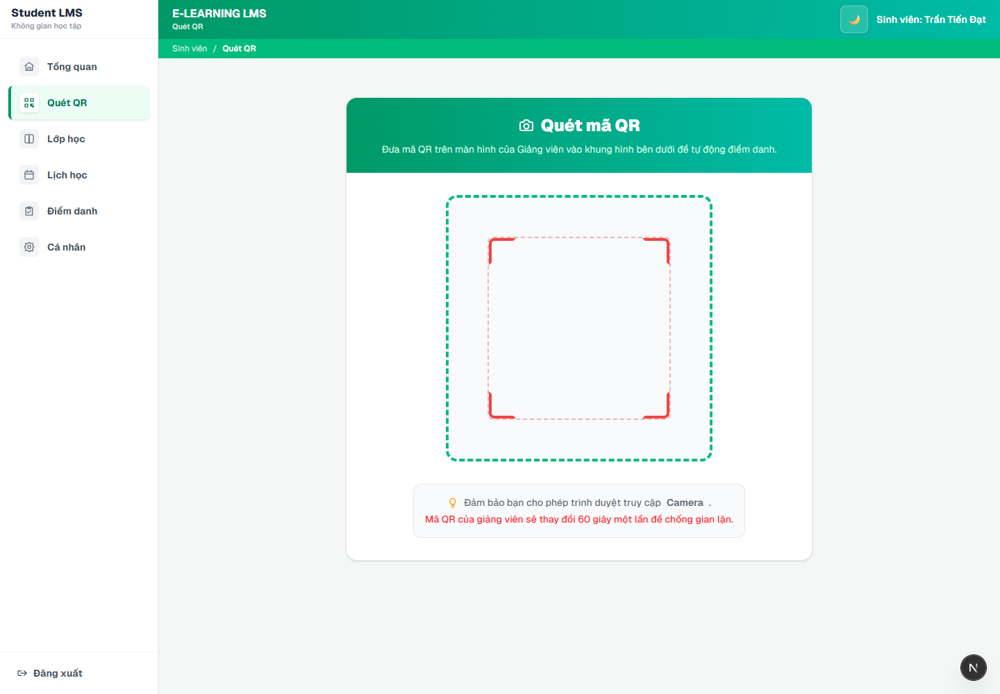 Student LMS
Không gian học tập
E-LEARNING LMS
Quét QR
Sinh viên: Trần Tiến Đạt
Sinh viên / Quét QR
Tổng quan
Quét QR
Lớp học
Lịch học
Điểm danh
Cá nhân
Đăng xuất
Quét mã QR
Đưa mã QR trên màn hình của Giảng viên vào khung hình bên dưới để tự động điểm danh.
Đảm bảo bạn cho phép trình duyệt truy cập Camera .
Mã QR của giảng viên sẽ thay đổi 60 giây một lần để chống gian lận.
N